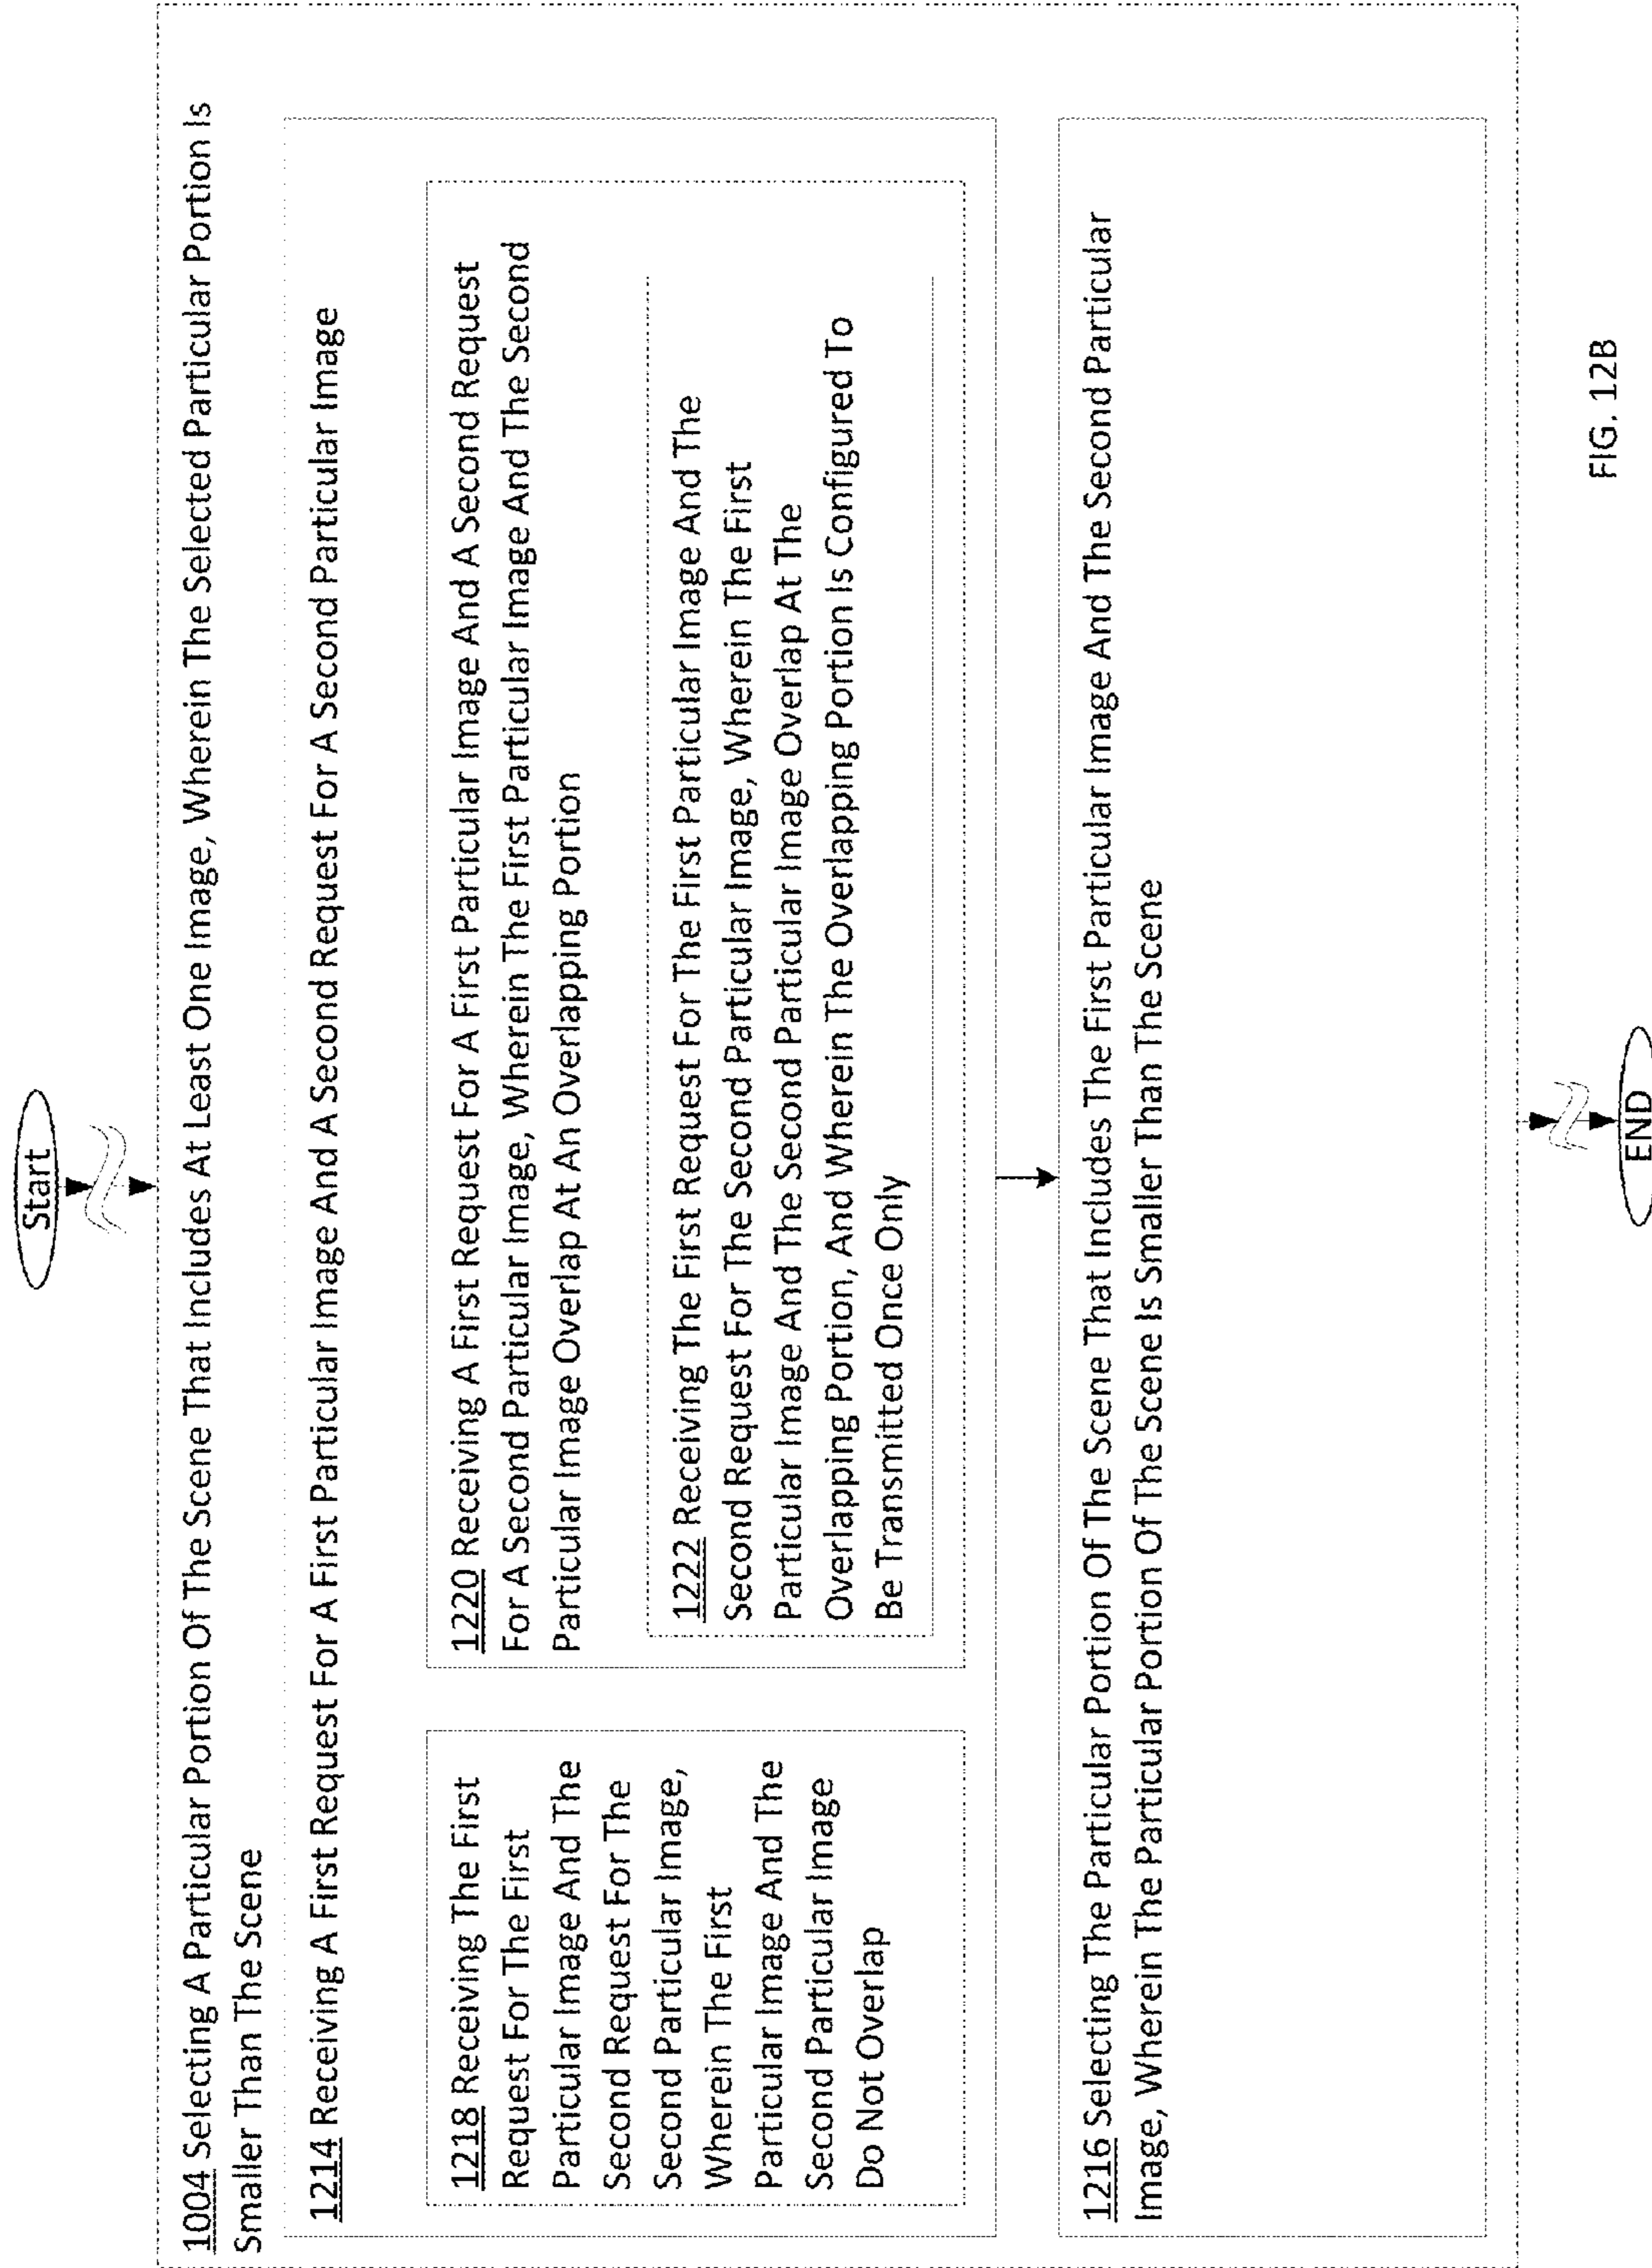 Start
1004 Selecting A Particular Portion Of The Scene That Includes At Least One Image, Wherein The Selected Particular Portion Is
Smaller Than The Scene
1214 Receiving A First Request For A First Particular Image And A Second Request For A Second Particular Image
1218 Receiving The First
Request For The First
Particular Image And The
Second Request For The
Second Particular Image,
Wherein The First
Particular Image And The
Second Particular Image
Do Not Overlap
1220 Receiving A First Request For A First Particular Image And A Second Request
For A Second Particular Image, Wherein The First Particular Image And The Second
Particular Image Overlap At An Overlapping Portion
1222 Receiving The First Request For The First Particular Image And The
Second Request For The Second Particular Image, Wherein The First
Particular Image And The Second Particular Image Overlap At The
Overlapping Portion, And Wherein The Overlapping Portion Is Configured To
Be Transmitted Once Only
1216 Selecting The Particular Portion Of The Scene That Includes The First Particular Image And The Second Particular
Image, Wherein The Particular Portion Of The Scene Is Smaller Than The Scene
END
FIG. 12B